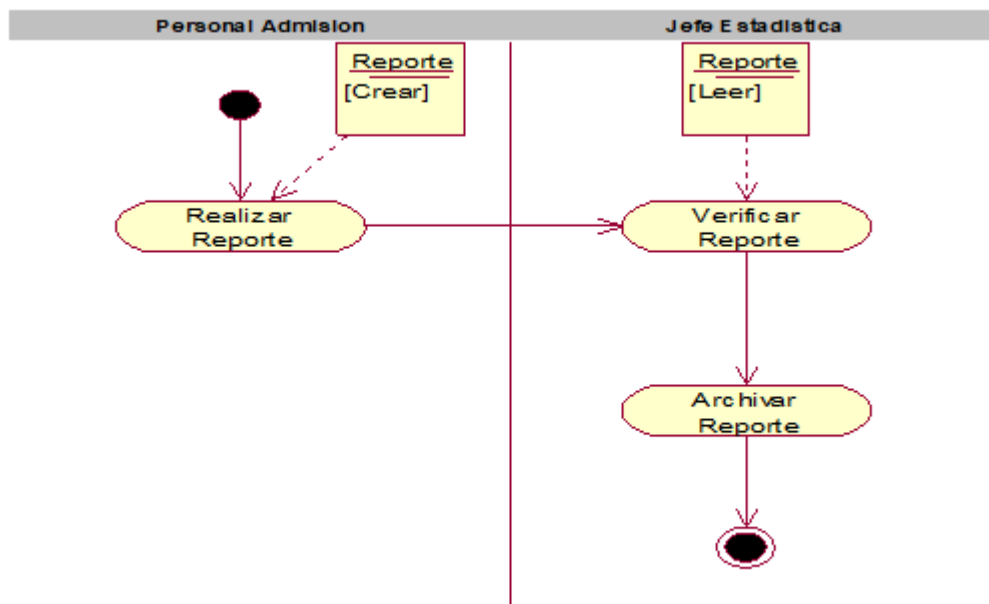 Personal Admision
Jefe Estadistica
Reporte
[Crear]
Reporte
[Leer]
Realizar
Reporte
Verificar
Reporte
Archivar
Reporte